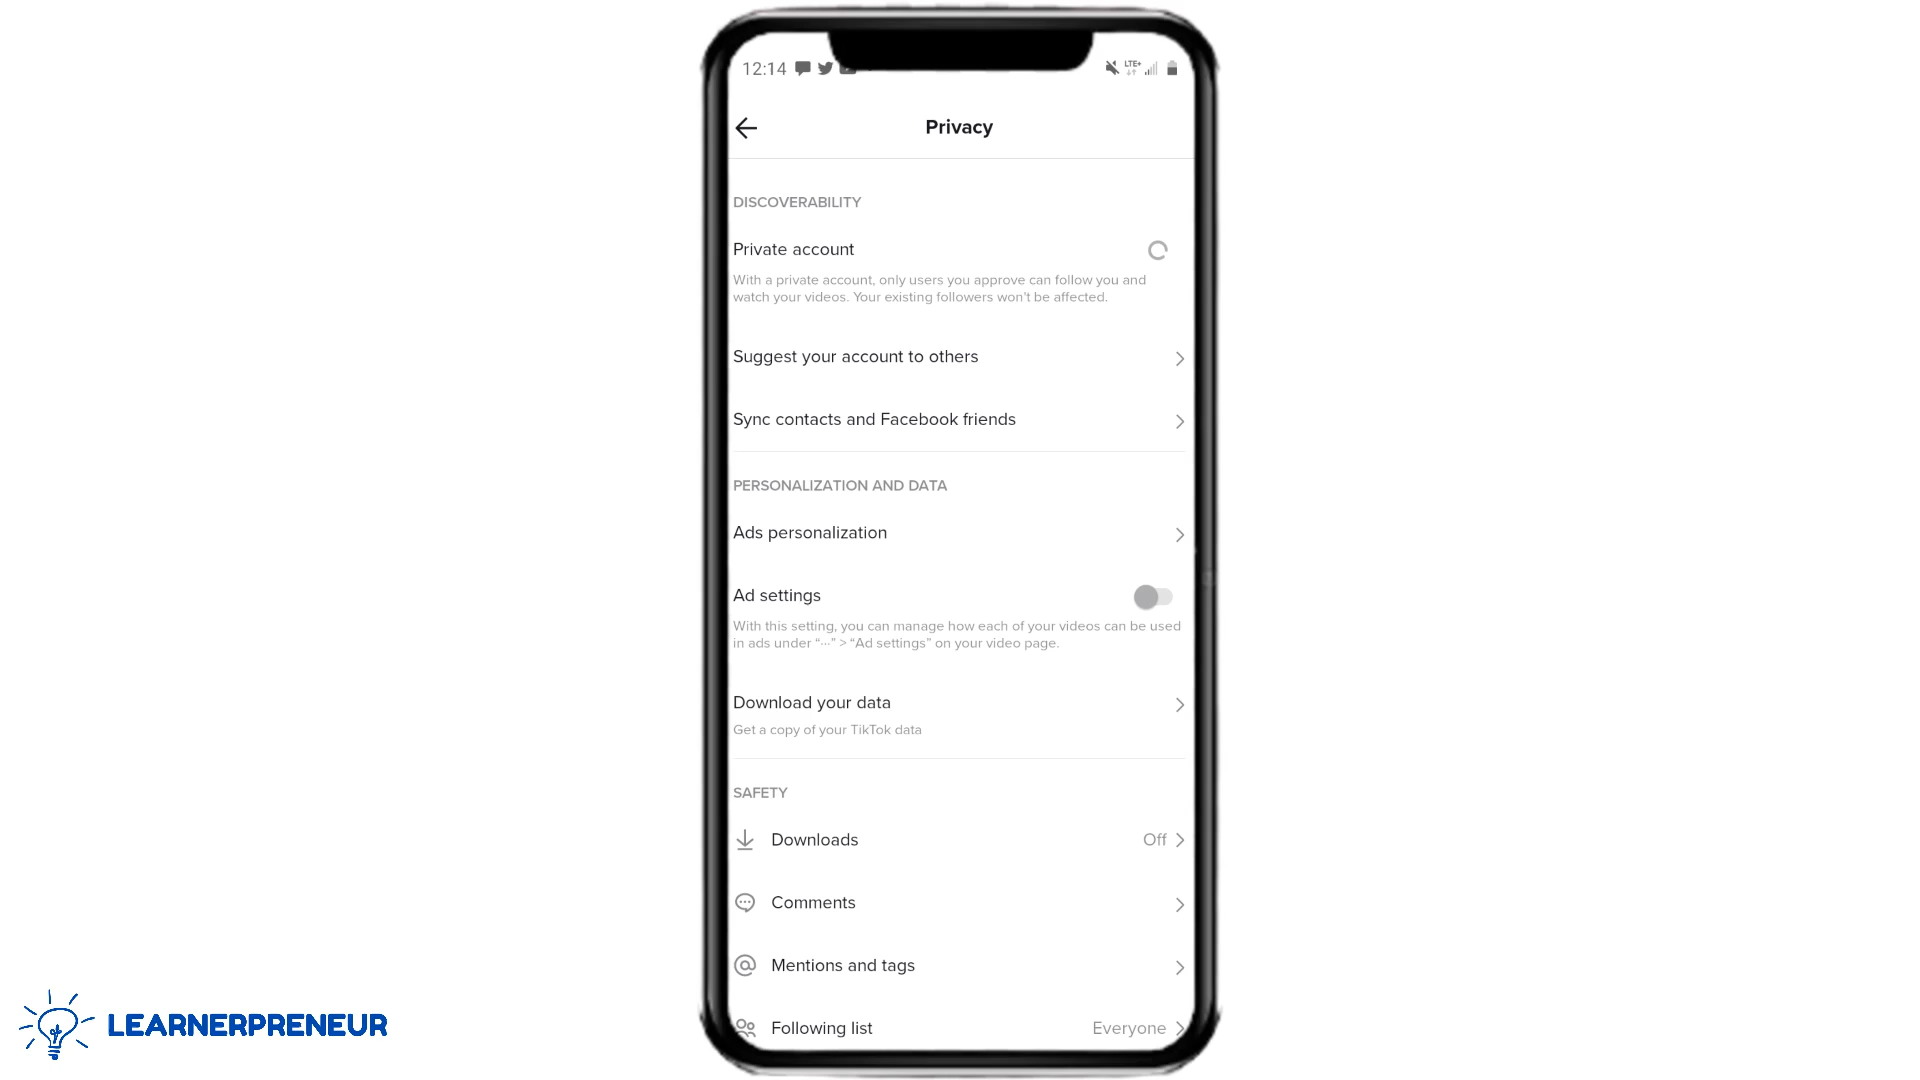 12:14
LTE+
Privacy
DISCOVERABILITY
Private account
With a private account, only users you approve can follow you and
watch your videos. Your existing followers won't be affected.
Suggest your account to others
Sync contacts and Facebook friends
PERSONALIZATION AND DATA
Ads personalization
Ad settings
With this setting, you can manage how each of your videos can be used
in ads under “···” > “Ad settings” on your video page.
Download your data
Get a copy of your TikTok data
SAFETY
Downloads Off
Comments
Mentions and tags
Following list Everyone
LEARNERPRENEUR